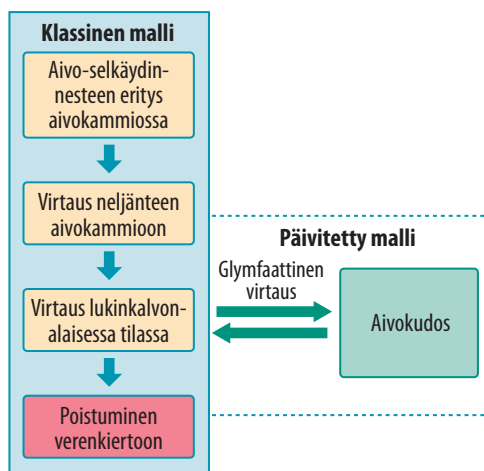 Klassinen malli
Aivo-selkäydin-
nesteen eritys
aivokammiossa
Virtaus neljänteen
aivokammioon
Virtaus lukinkalvon-
alaisessa tilassa
Poistuminen
verenkiertoon
Päivitetty malli
Glymfaattinen
virtaus
Aivokudos